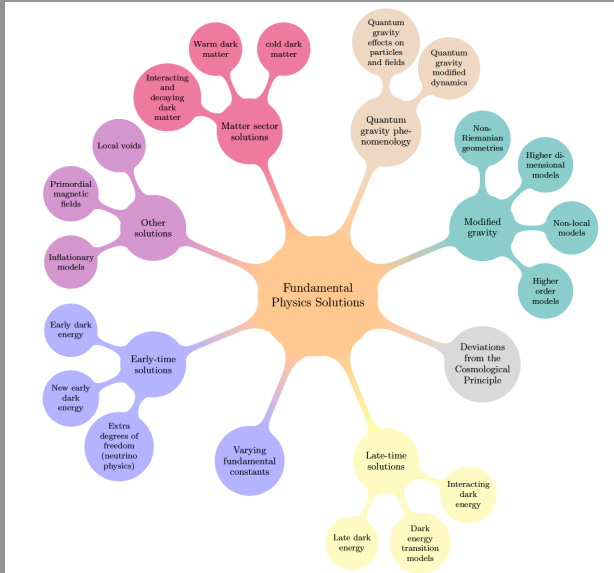 Quantum
gravity
effects on
particles
and fields
Quantum
gravity
modified
dynamics
Quantum
gravity phe-
nomenology
Warm dark
matter
cold dark
matter
Interacting
and
decaying
dark
matter
Matter sector
solutions
Non-
Riemanian
geometries
Higher di-
mensional
models
Non-local
models
Higher
order
models
Modified
gravity
Local voids
Primordial
magnetic
fields
Inflationary
models
Other
solutions
Fundamental
Physics Solutions
Deviations
from the
Cosmological
Principle
Early dark
energy
New early
dark
energy
Extra
degrees of
freedom
(neutrino
physics)
Early-time
solutions
Varying
fundamental
constants
Late-time
solutions
Interacting
dark
energy
Dark
energy
transition
models
Late dark
energy